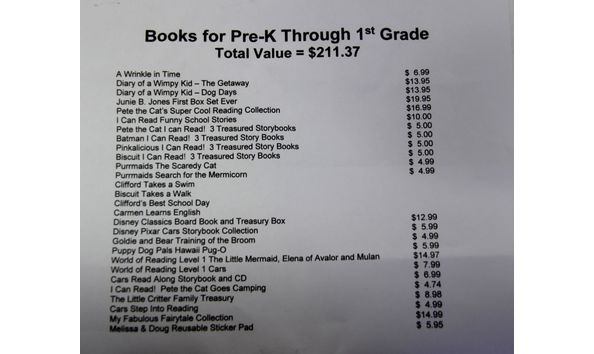 Books for Pre-K Through 1st Grade
Total Value = $211.37
A Wrinkle in Time $ 6.99
Diary of a Wimpy Kid – The Getaway $13.95
Diary of a Wimpy Kid – Dog Days $13.95
Junie B. Jones First Box Set Ever $19.95
Pete the Cat's Super Cool Reading Collection $16.99
I Can Read Funny School Stories $10.00
Pete the Cat I can Read! 3 Treasured Storybooks $ 5.00
Batman I Can Read! 3 Treasured Story Books $ 5.00
Pinkalicious I Can Read! 3 Treasured Story Books $ 5.00
Biscuit I Can Read! 3 Treasured Story Books $ 5.00
Purrmaids The Scaredy Cat $ 4.99
Purrmaids Search for the Mermicorn $ 4.99
Clifford Takes a Swim
Biscuit Takes a Walk
Clifford's Best School Day
Carmen Learns English
Disney Classics Board Book and Treasury Box $12.99
Disney Pixar Cars Storybook Collection $ 5.99
Goldie and Bear Training of the Broom $ 4.99
Puppy Dog Pals Hawaii Pug-O $ 5.99
World of Reading Level 1 The Little Mermaid, Elena of Avalor and Mulan $14.97
World of Reading Level 1 Cars $ 7.99
Cars Read Along Storybook and CD $ 6.99
I Can Read! Pete the Cat Goes Camping $ 4.74
The Little Critter Family Treasury $ 8.98
Cars Step Into Reading $ 4.99
My Fabulous Fairytale Collection $14.99
Melissa & Doug Reusable Sticker Pad $ 5.95